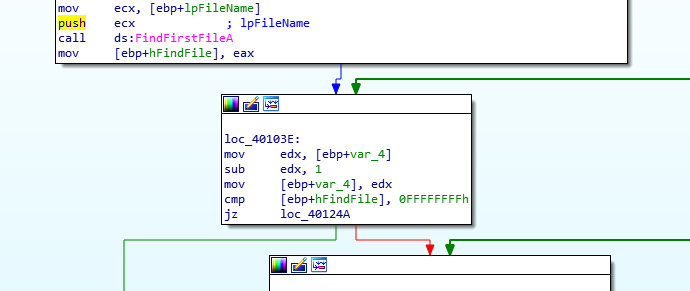 mov     ecx, [ebp+lpFileName]
push    ecx             ; lpFileName
call    ds:FindFirstFileA
mov     [ebp+hFindFile], eax
loc_40103E:
mov     edx, [ebp+var_4]
sub     edx, 1
mov     [ebp+var_4], edx
cmp     [ebp+hFindFile], 0FFFFFFFFh
jz      loc_40124A